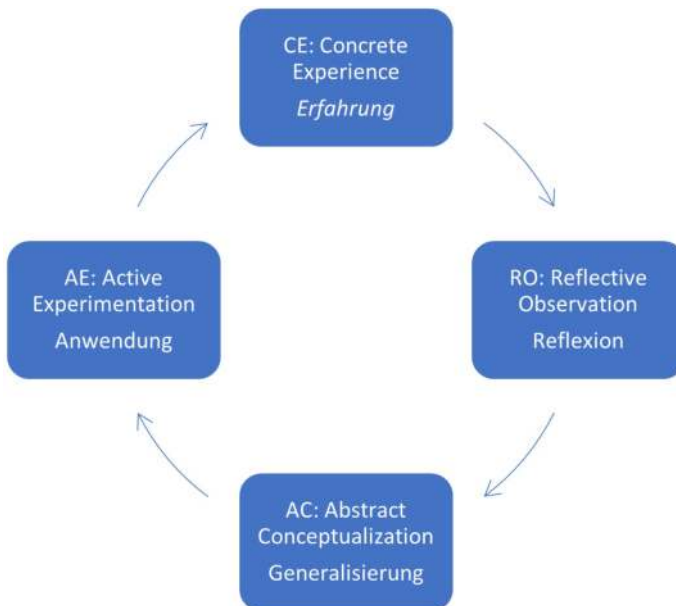 CE: Concrete
Experience
Erfahrung
RO: Reflective
Observation
Reflexion
AC: Abstract
Conceptualization
Generalisierung
AE: Active
Experimentation
Anwendung